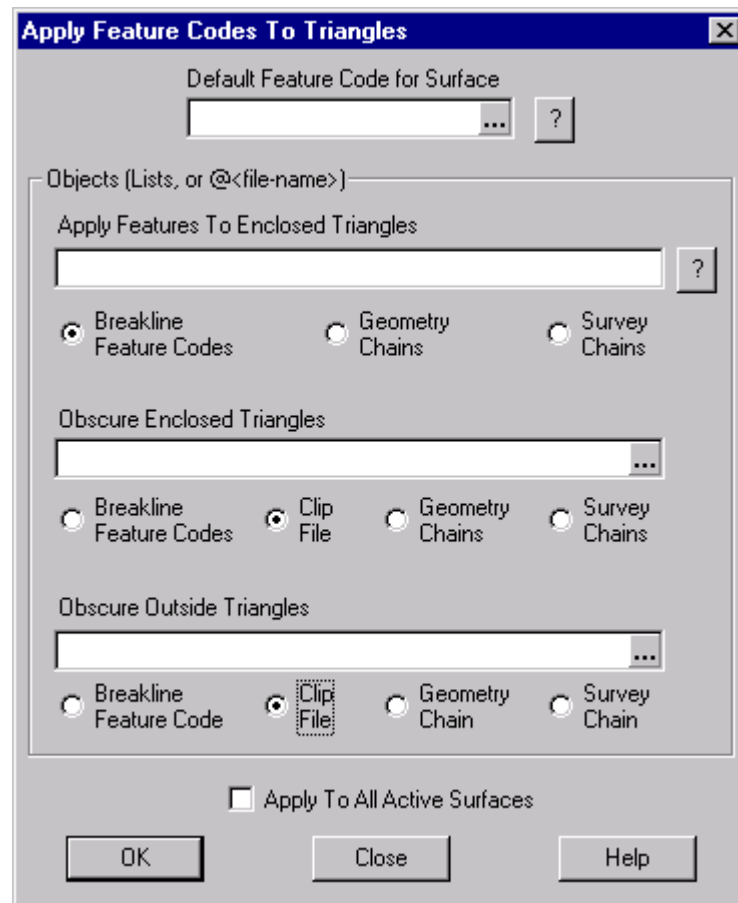 Apply Feature Codes To Triangles
Default Feature Code for Surface
...
?
Objects (Lists, or @<file-name>)
Apply Features To Enclosed Triangles
?
Breakline
Feature Codes
Geometry
Chains
Survey
Chains
Obscure Enclosed Triangles
...
Breakline
Feature Codes
Clip
File
Geometry
Chains
Survey
Chains
Obscure Outside Triangles
...
Breakline
Feature Code
Clip
File
Geometry
Chain
Survey
Chain
Apply To All Active Surfaces
OK
Close
Help